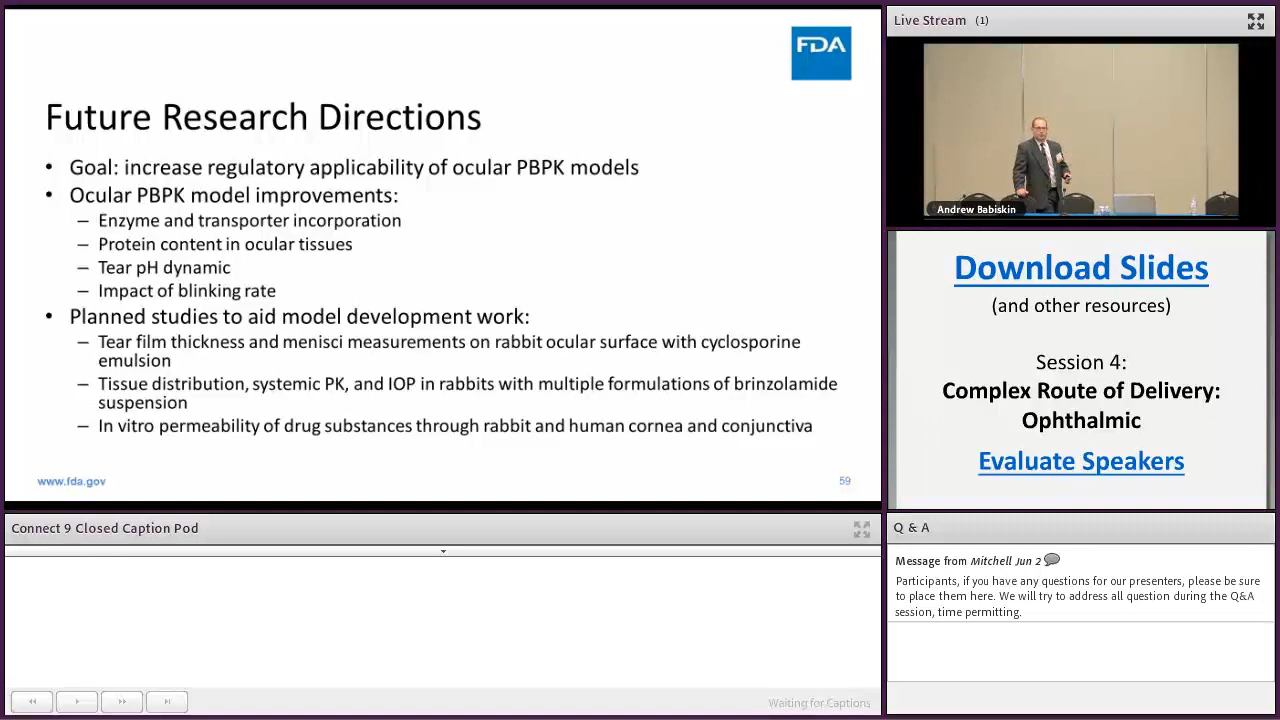 FDA
Future Research Directions
• Goal: increase regulatory applicability of ocular PBPK models
• Ocular PBPK model improvements:
– Enzyme and transporter incorporation
– Protein content in ocular tissues
– Tear pH dynamic
– Impact of blinking rate
• Planned studies to aid model development work:
– Tear film thickness and menisci measurements on rabbit ocular surface with cyclosporine
emulsion
– Tissue distribution, systemic PK, and IOP in rabbits with multiple formulations of brinzolamide
suspension
– In vitro permeability of drug substances through rabbit and human cornea and conjunctiva
www.fda.gov
59
Connect 9 Closed Caption Pod
Waiting for Captions
Live Stream (1)
Andrew Babiskin
Download Slides
(and other resources)
Session 4:
Complex Route of Delivery:
Ophthalmic
Evaluate Speakers
Q & A
Message from Mitchell Jun 2
Participants, if you have any questions for our presenters, please be sure
to place them here. We will try to address all question during the Q&A
session, time permitting.